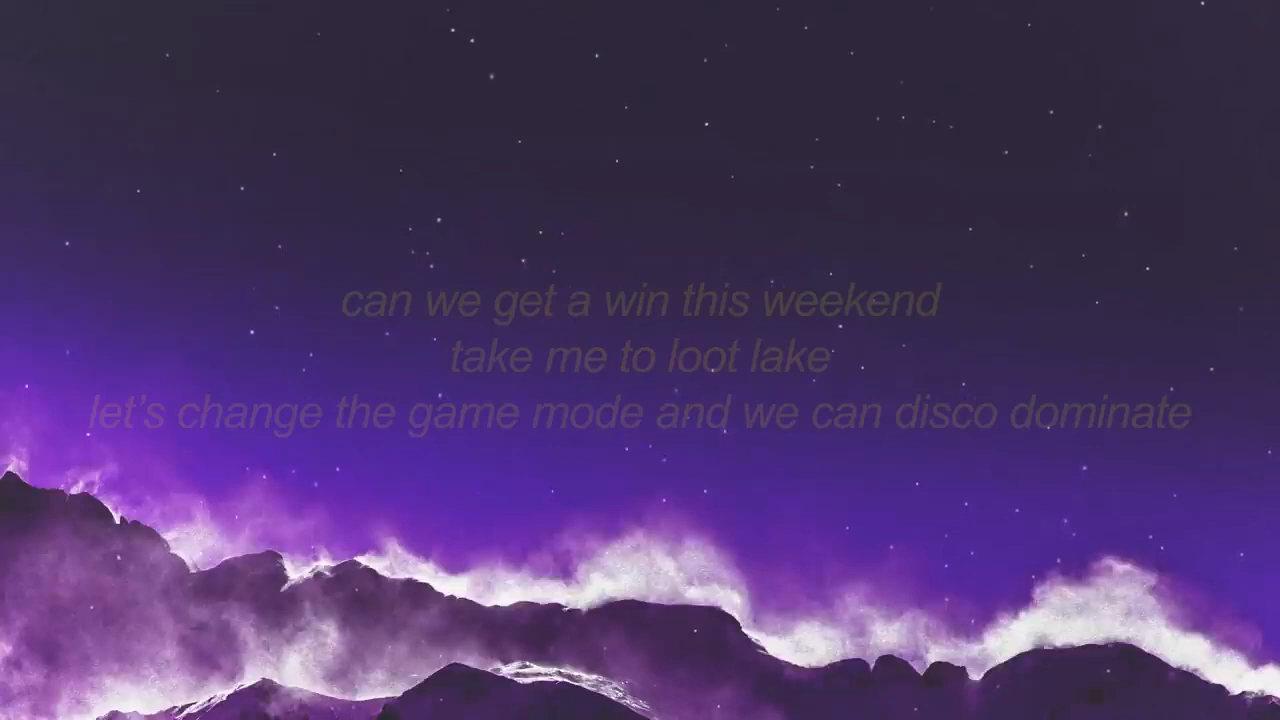 can we get a win this weekend
take me to loot lake
let’s change the game mode and we can disco dominate